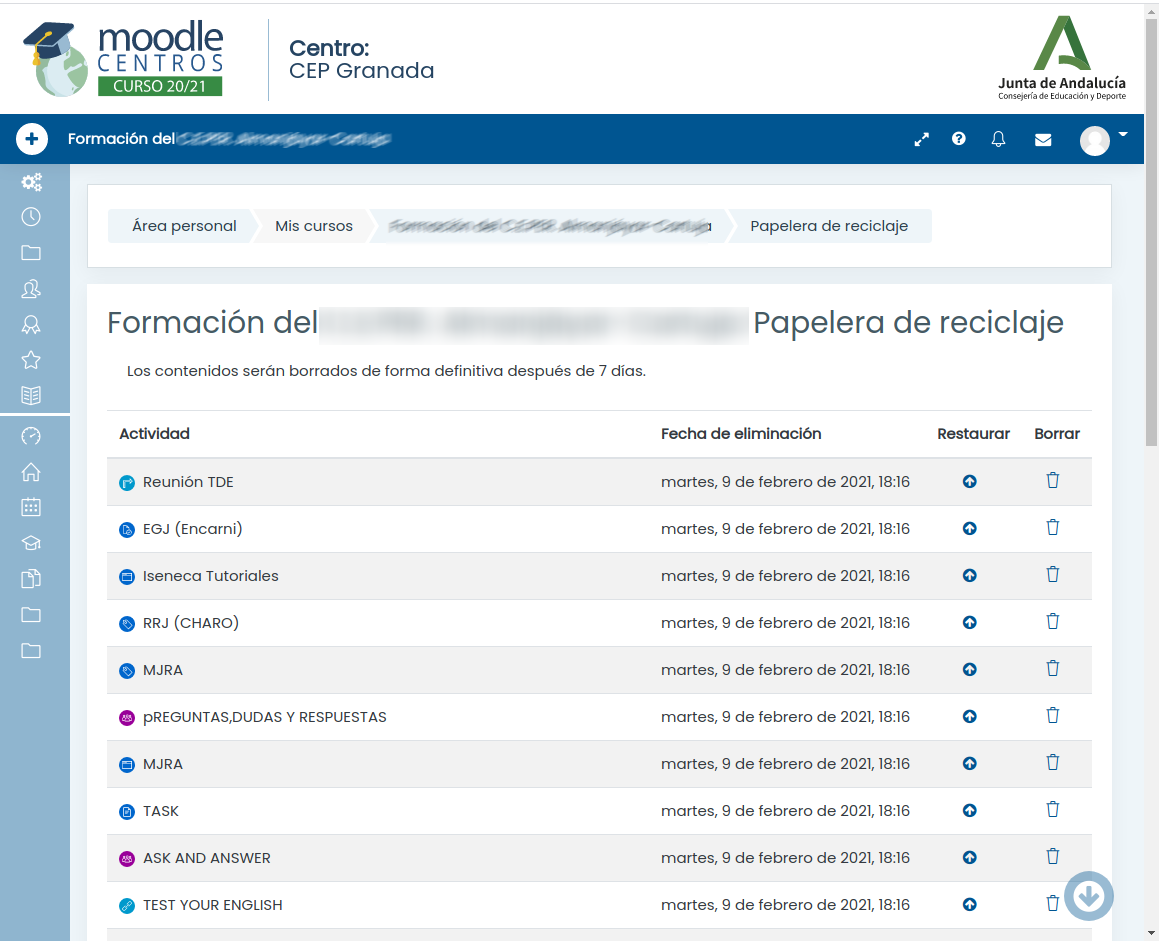 moodle
CENTROS
CURSO 20/21
Centro:
CEP Granada
Junta de Andalucía
Consejería de Educación y Deporte
Formación del
Área personal Mis cursos Papelera de reciclaje
Formación del Papelera de reciclaje
Los contenidos serán borrados de forma definitiva después de 7 días.
Actividad Fecha de eliminación Restaurar Borrar
Reunión TDE martes, 9 de febrero de 2021, 18:16
EGJ (Encarni) martes, 9 de febrero de 2021, 18:16
Iseneca Tutoriales martes, 9 de febrero de 2021, 18:16
RRJ (CHARO) martes, 9 de febrero de 2021, 18:16
MJRA martes, 9 de febrero de 2021, 18:16
pREGUNTAS,DUDAS Y RESPUESTAS martes, 9 de febrero de 2021, 18:16
MJRA martes, 9 de febrero de 2021, 18:16
TASK martes, 9 de febrero de 2021, 18:16
ASK AND ANSWER martes, 9 de febrero de 2021, 18:16
TEST YOUR ENGLISH martes, 9 de febrero de 2021, 18:16